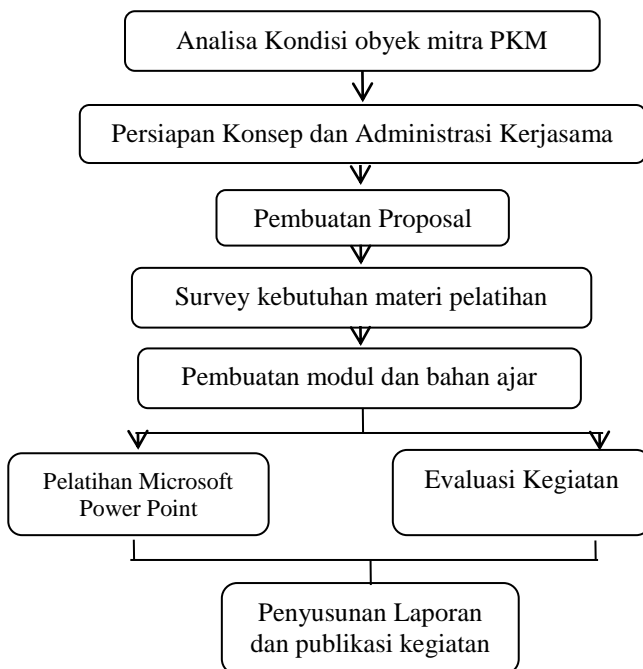 Analisa Kondisi obyek mitra PKM
Persiapan Konsep dan Administrasi Kerjasama
Pembuatan Proposal
Survey kebutuhan materi pelatihan
Pembuatan modul dan bahan ajar
Pelatihan Microsoft
Power Point
Evaluasi Kegiatan
Penyusunan Laporan
dan publikasi kegiatan